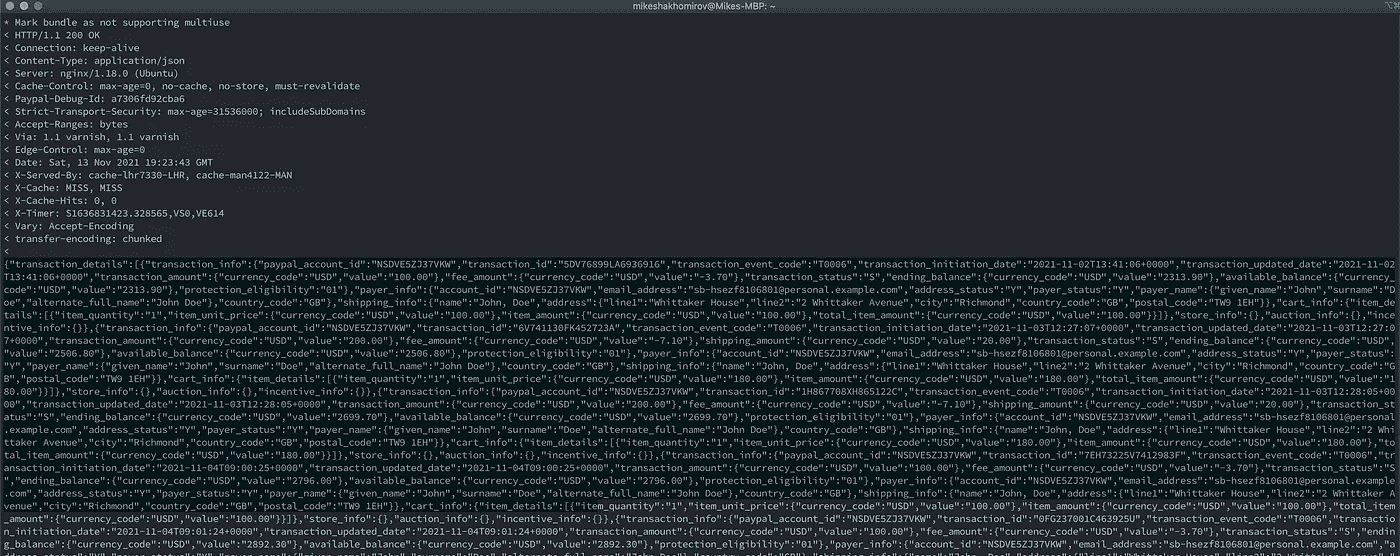 mikeshakhomirov@Mikes-MBP: ~
* Mark bundle as not supporting multiuse
< HTTP/1.1 200 OK
< Connection: keep-alive
< Content-Type: application/json
< Server: nginx/1.18.0 (Ubuntu)
< Cache-Control: max-age=0, no-cache, no-store, must-revalidate
< Paypal-Debug-Id: a7306fd92cba6
< Strict-Transport-Security: max-age=31536000; includeSubDomains
< Accept-Ranges: bytes
< Via: 1.1 varnish, 1.1 varnish
< Edge-Control: max-age=0
< Date: Sat, 13 Nov 2021 19:23:43 GMT
< X-Served-By: cache-lhr7330-LHR, cache-man4122-MAN
< X-Cache: MISS, MISS
< X-Cache-Hits: 0, 0
< X-Timer: S1636831423.328565,VS0,VE614
< Vary: Accept-Encoding
< transfer-encoding: chunked
<
{"transaction_details":[{"transaction_info":{"paypal_account_id":"NSDVE5ZJ37VKW","transaction_id":"5DV76899LA6936916","transaction_event_code":"T0006","transaction_initiation_date":"2021-11-02T13:41:06+0000","transaction_updated_date":"2021-11-02
T13:41:06+0000","transaction_amount":{"currency_code":"USD","value":"100.00"},"fee_amount":{"currency_code":"USD","value":"-3.70"},"transaction_status":"S","ending_balance":{"currency_code":"USD","value":"2313.90"},"available_balance":{"currency_
code":"USD","value":"2313.90"},"protection_eligibility":"01"},"payer_info":{"account_id":"NSDVE5ZJ37VKW","email_address":"sb-hsezf8106801@personal.example.com","address_status":"Y","payer_status":"Y","payer_name":{"given_name":"John","surname":"D
oe","alternate_full_name":"John Doe"},"country_code":"GB"},"shipping_info":{"name":"John, Doe","address":{"line1":"Whittaker House","line2":"2 Whittaker Avenue","city":"Richmond","country_code":"GB","postal_code":"TW9 1EH"}},"cart_info":{"item_de
tails":[{"item_quantity":"1","item_unit_price":{"currency_code":"USD","value":"100.00"},"item_amount":{"currency_code":"USD","value":"100.00"},"total_item_amount":{"currency_code":"USD","value":"100.00"}}]},"store_info":{},"auction_info":{},"ince
ntive_info":{}},{"transaction_info":{"paypal_account_id":"NSDVE5ZJ37VKW","transaction_id":"6V741130FK452723A","transaction_event_code":"T0006","transaction_initiation_date":"2021-11-03T12:27:07+0000","transaction_updated_date":"2021-11-03T12:27:0
7+0000","transaction_amount":{"currency_code":"USD","value":"200.00"},"fee_amount":{"currency_code":"USD","value":"-7.10"},"shipping_amount":{"currency_code":"USD","value":"20.00"},"transaction_status":"S","ending_balance":{"currency_code":"USD",
"value":"2506.80"},"available_balance":{"currency_code":"USD","value":"2506.80"},"protection_eligibility":"01"},"payer_info":{"account_id":"NSDVE5ZJ37VKW","email_address":"sb-hsezf8106801@personal.example.com","address_status":"Y","payer_status":
"Y","payer_name":{"given_name":"John","surname":"Doe","alternate_full_name":"John Doe"},"country_code":"GB"},"shipping_info":{"name":"John, Doe","address":{"line1":"Whittaker House","line2":"2 Whittaker Avenue","city":"Richmond","country_code":"G
B","postal_code":"TW9 1EH"}},"cart_info":{"item_details":[{"item_quantity":"1","item_unit_price":{"currency_code":"USD","value":"180.00"},"item_amount":{"currency_code":"USD","value":"180.00"},"total_item_amount":{"currency_code":"USD","value":"1
80.00"}}]},"store_info":{},"auction_info":{},"incentive_info":{}},{"transaction_info":{"paypal_account_id":"NSDVE5ZJ37VKW","transaction_id":"1H867708XH865122C","transaction_event_code":"T0006","transaction_initiation_date":"2021-11-03T12:28:05+00
00","transaction_updated_date":"2021-11-03T12:28:05+0000","transaction_amount":{"currency_code":"USD","value":"200.00"},"fee_amount":{"currency_code":"USD","value":"-7.10"},"shipping_amount":{"currency_code":"USD","value":"20.00"},"transaction_st
atus":"S","ending_balance":{"currency_code":"USD","value":"2699.70"},"available_balance":{"currency_code":"USD","value":"2699.70"},"protection_eligibility":"01"},"payer_info":{"account_id":"NSDVE5ZJ37VKW","email_address":"sb-hsezf8106801@personal
.example.com","address_status":"Y","payer_status":"Y","payer_name":{"given_name":"John","surname":"Doe","alternate_full_name":"John Doe"},"country_code":"GB"},"shipping_info":{"name":"John, Doe","address":{"line1":"Whittaker House","line2":"2 Whi
ttaker Avenue","city":"Richmond","country_code":"GB","postal_code":"TW9 1EH"}},"cart_info":{"item_details":[{"item_quantity":"1","item_unit_price":{"currency_code":"USD","value":"180.00"},"item_amount":{"currency_code":"USD","value":"180.00"},"to
tal_item_amount":{"currency_code":"USD","value":"180.00"}}]},"store_info":{},"auction_info":{},"incentive_info":{}},{"transaction_info":{"paypal_account_id":"NSDVE5ZJ37VKW","transaction_id":"7EH73225V7412983F","transaction_event_code":"T0006","tr
ansaction_initiation_date":"2021-11-04T09:00:25+0000","transaction_updated_date":"2021-11-04T09:00:25+0000","transaction_amount":{"currency_code":"USD","value":"100.00"},"fee_amount":{"currency_code":"USD","value":"-3.70"},"transaction_status":"S
","ending_balance":{"currency_code":"USD","value":"2796.00"},"available_balance":{"currency_code":"USD","value":"2796.00"},"protection_eligibility":"01"},"payer_info":{"account_id":"NSDVE5ZJ37VKW","email_address":"sb-hsezf8106801@personal.example
.com","address_status":"Y","payer_status":"Y","payer_name":{"given_name":"John","surname":"Doe","alternate_full_name":"John Doe"},"country_code":"GB"},"shipping_info":{"name":"John, Doe","address":{"line1":"Whittaker House","line2":"2 Whittaker A
venue","city":"Richmond","country_code":"GB","postal_code":"TW9 1EH"}},"cart_info":{"item_details":[{"item_quantity":"1","item_unit_price":{"currency_code":"USD","value":"100.00"},"item_amount":{"currency_code":"USD","value":"100.00"},"total_item
_amount":{"currency_code":"USD","value":"100.00"}}]},"store_info":{},"auction_info":{},"incentive_info":{}},{"transaction_info":{"paypal_account_id":"NSDVE5ZJ37VKW","transaction_id":"0FG237001C463925U","transaction_event_code":"T0006","transactio
n_initiation_date":"2021-11-04T09:01:24+0000","transaction_updated_date":"2021-11-04T09:01:24+0000","transaction_amount":{"currency_code":"USD","value":"100.00"},"fee_amount":{"currency_code":"USD","value":"-3.70"},"transaction_status":"S","endin
g_balance":{"currency_code":"USD","value":"2892.30"},"available_balance":{"currency_code":"USD","value":"2892.30"},"protection_eligibility":"01"},"payer_info":{"account_id":"NSDVE5ZJ37VKW","email_address":"sb-hsezf8106801@personal.example.com","a